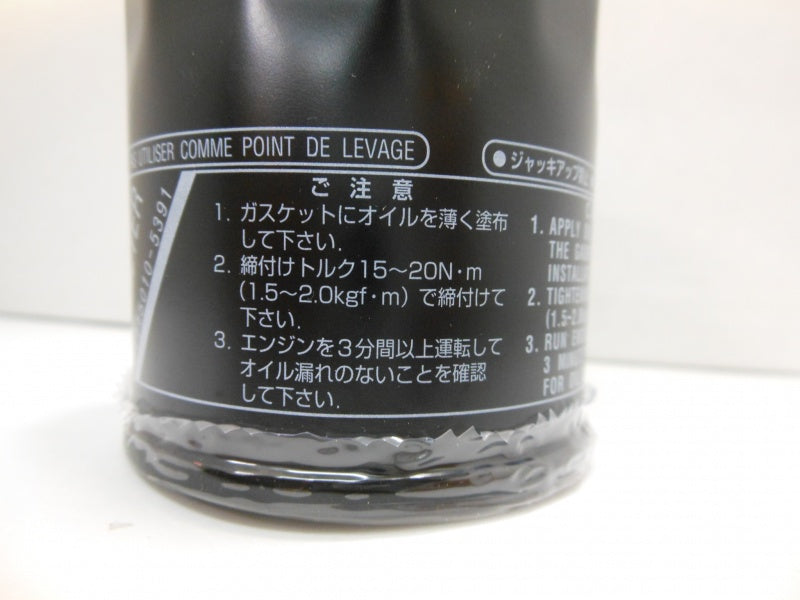 UTILISER COMME POINT DE LEVAGE
● ジャッキアップ
5010-5391
ご注意
1. ガスケットにオイルを薄く塗布
して下さい.
2. 締付けトルク15～20N・m
(1.5～2.0kgf・m) で締付けて
下さい.
3. エンジンを3分間以上運転して
オイル漏れのないことを確認
して下さい.
1. APPLY
THE
2.
(1.5~2.
3. RUN
3
FOR